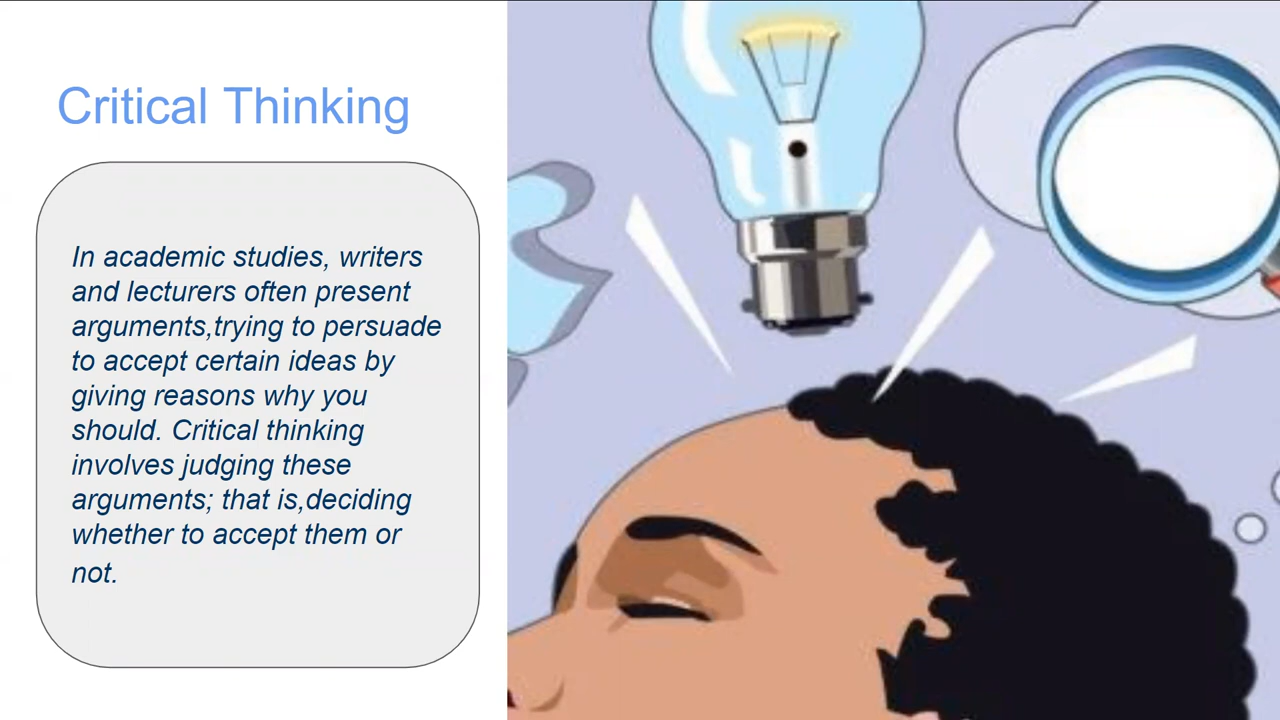 Critical Thinking
In academic studies, writers
and lecturers often present
arguments,trying to persuade
to accept certain ideas by
giving reasons why you
should. Critical thinking
involves judging these
arguments; that is,deciding
whether to accept them or
not.